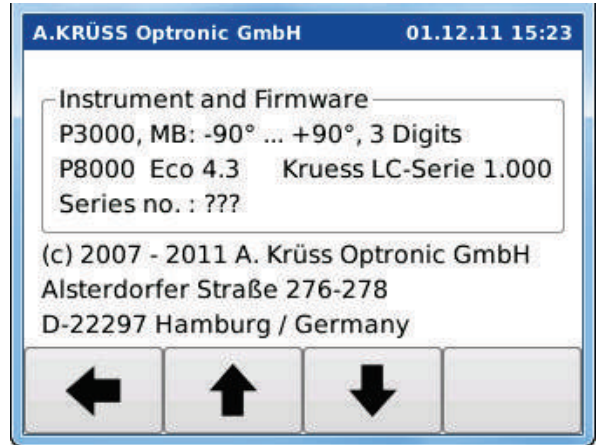 A.KRÜSS Optronic GmbH 01.12.11 15:23
Instrument and Firmware
P3000, MB: -90° ... +90°, 3 Digits
P8000 Eco 4.3 Kruess LC-Serie 1.000
Series no. : ???
(c) 2007 - 2011 A. Krüss Optronic GmbH
Alsterdorfer Straße 276-278
D-22297 Hamburg / Germany